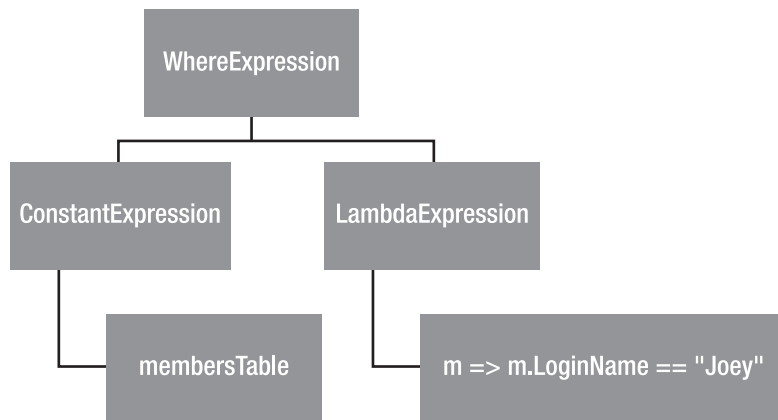 WhereExpression
ConstantExpression
LambdaExpression
membersTable
m => m.LoginName == "Joey"